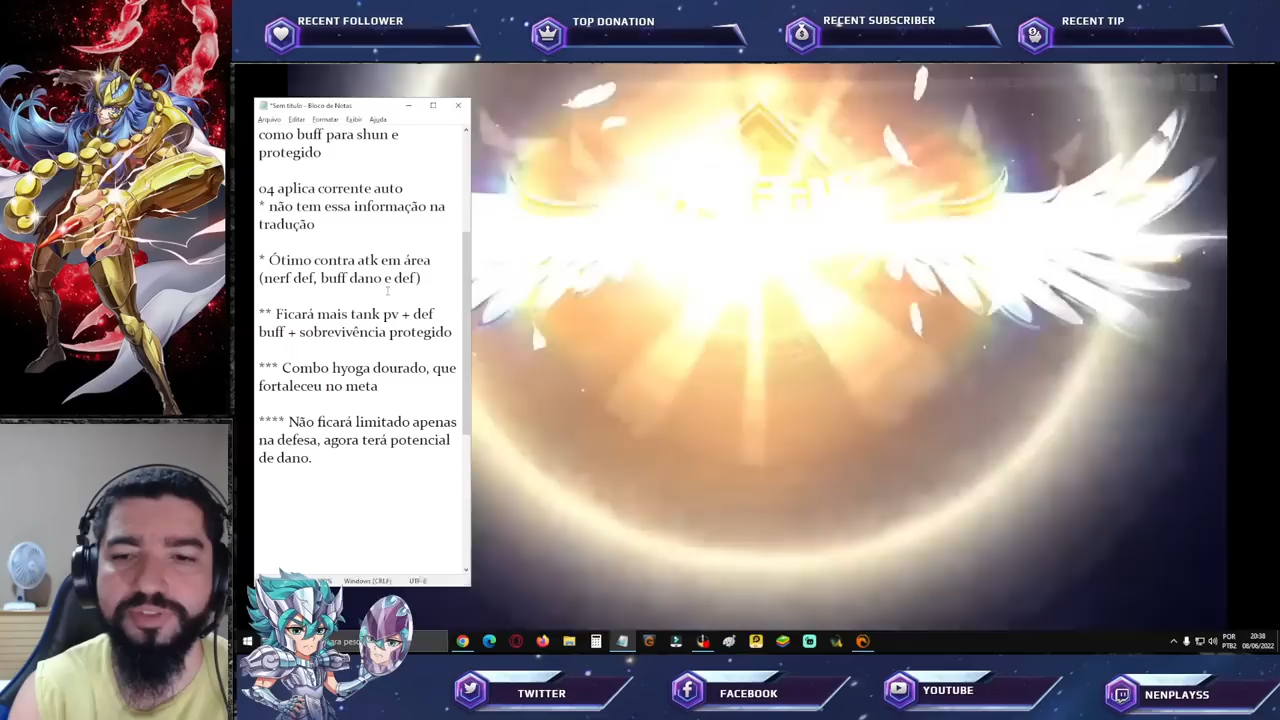 RECENT FOLLOWER
TOP DONATION
RECENT SUBSCRIBER
RECENT TIP
*Sem título - Bloco de Notas
Arquivo Editar Formatar Exibir Ajuda
como buff para shun e
protegido
04 aplica corrente auto
* não tem essa informação na
tradução
* Ótimo contra atk em área
(nerf def, buff dano e def)
** Ficará mais tank pv + def
buff + sobrevivência protegido
*** Combo hyoga dourado, que
fortaleceu no meta
**** Não ficará limitado apenas
na defesa, agora terá potencial
de dano.
Windows (CRLF)
UTF-8
POR
PTB2
20:38
08/06/2022
TWITTER
FACEBOOK
YOUTUBE
NENPLAYSS